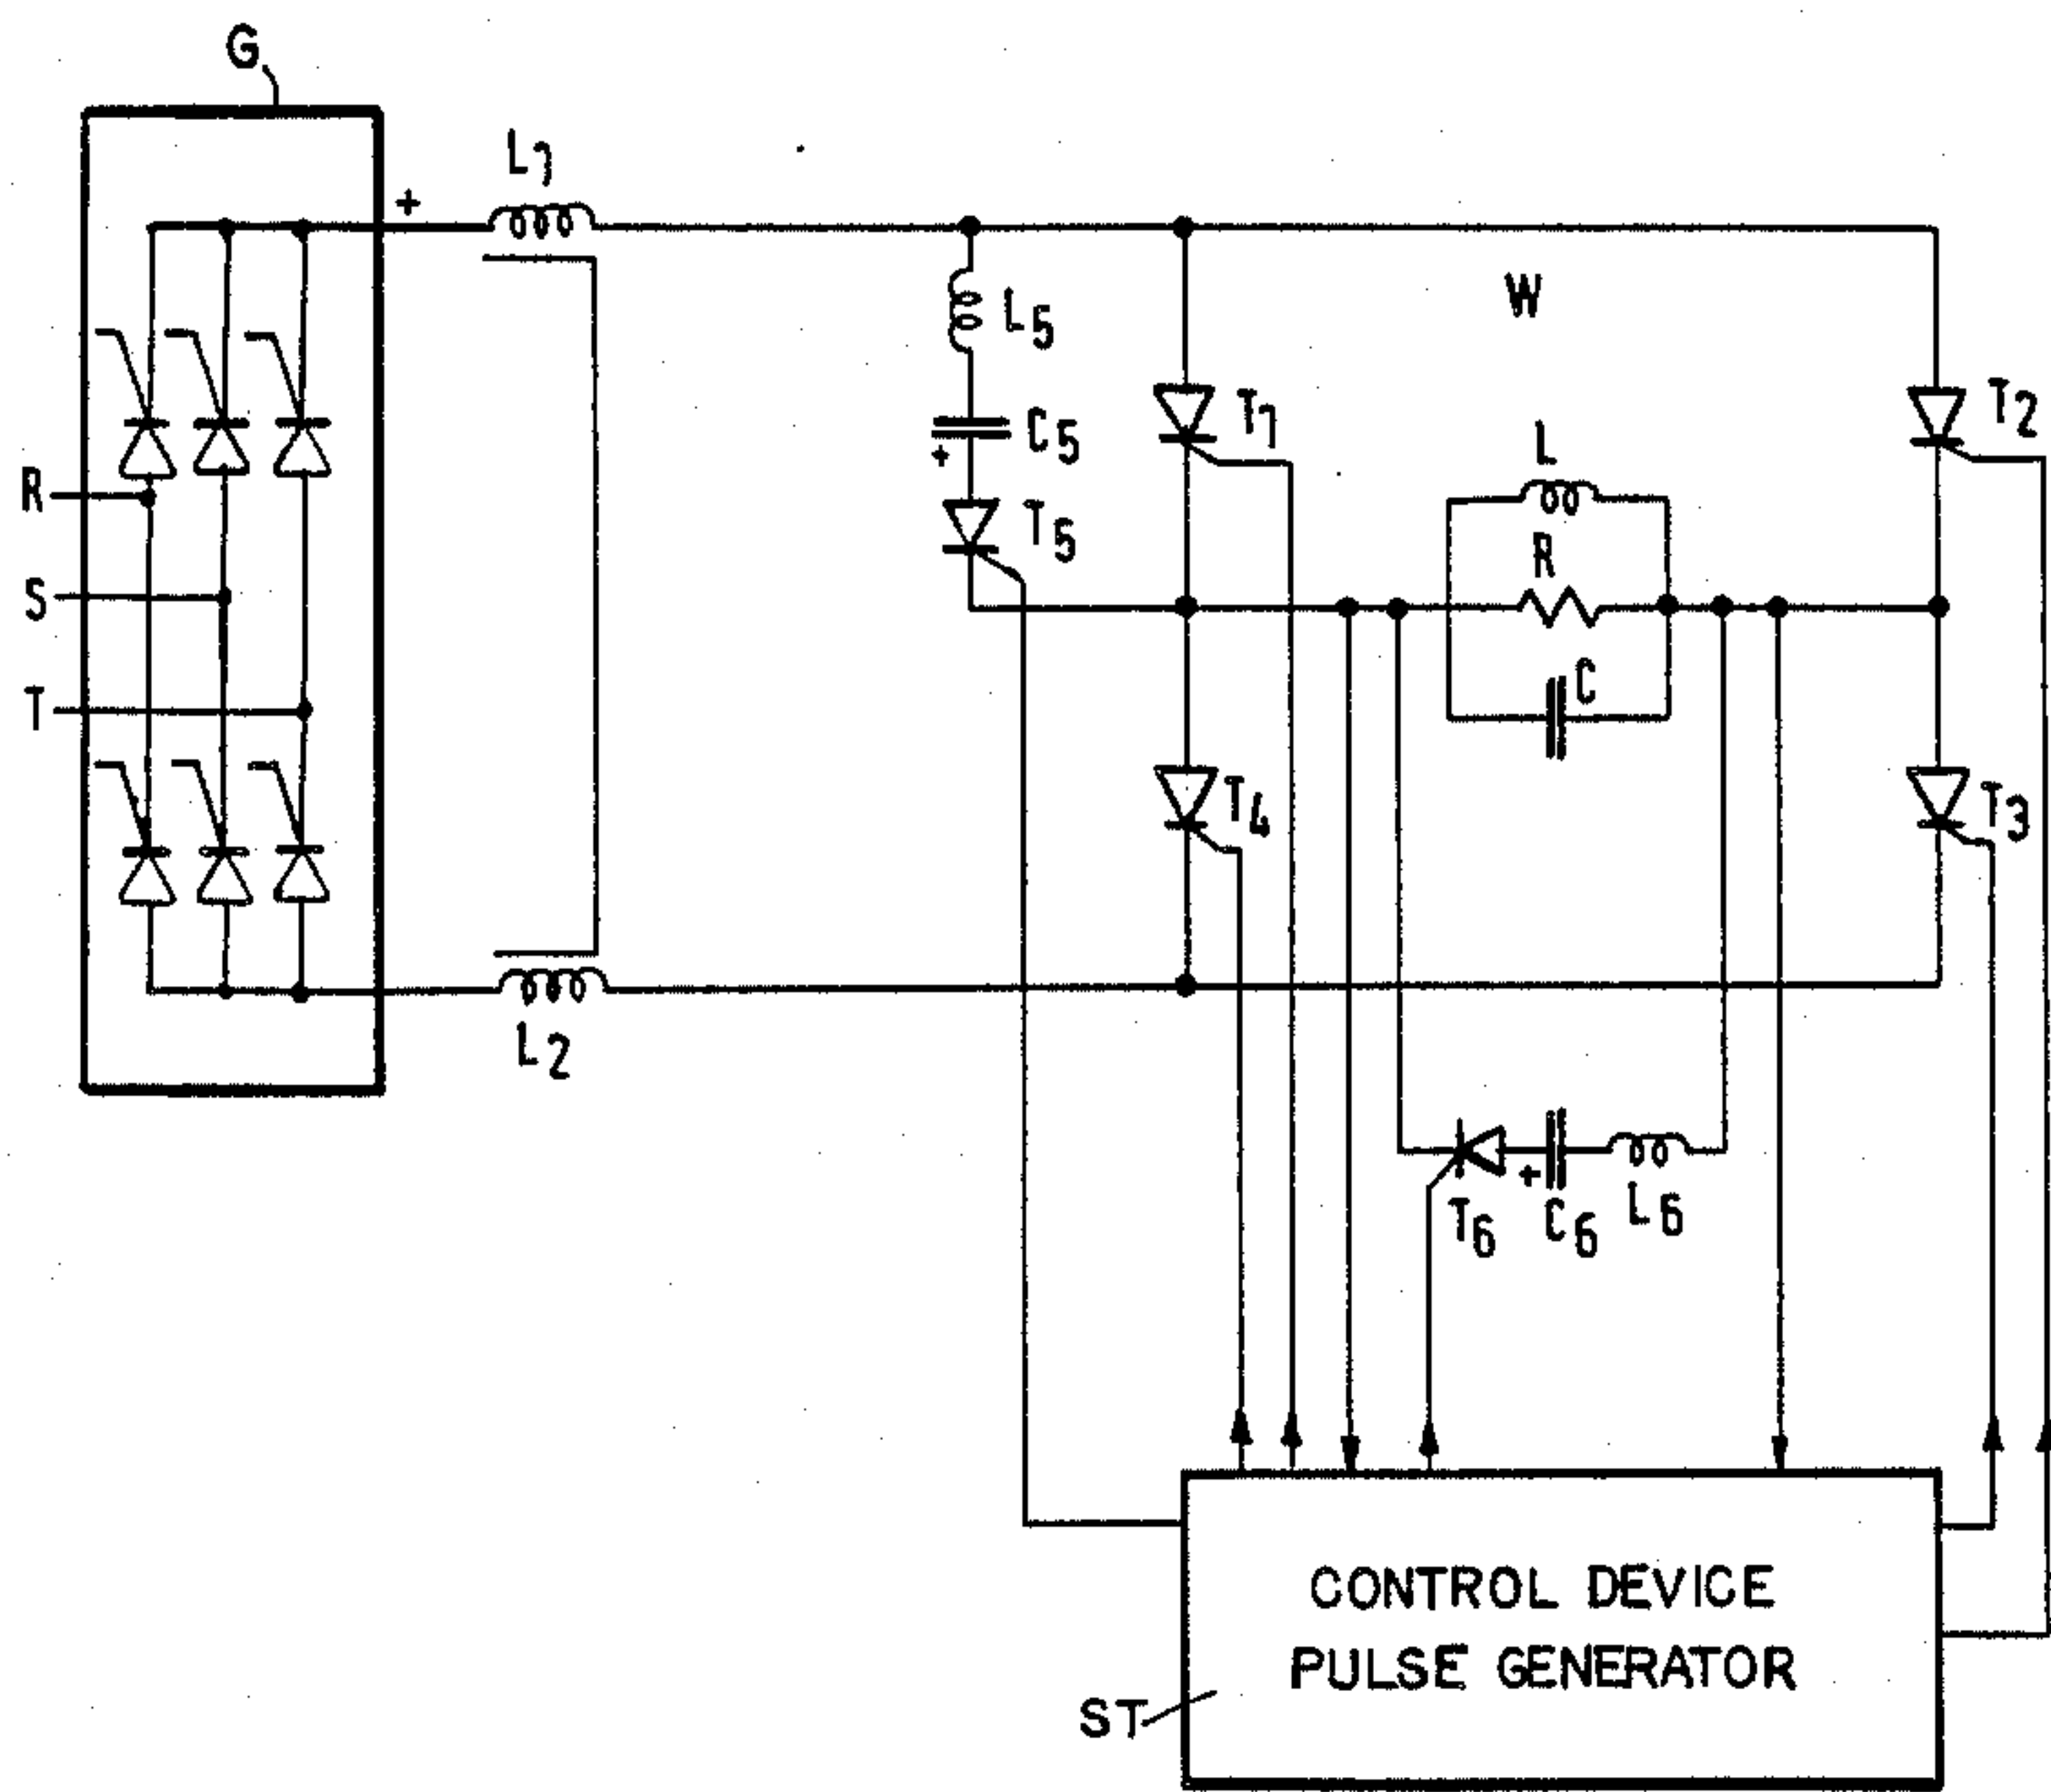 G
+
L1
W
L5
C5
+
T1
T2
L
T5
R
R
S
C
T
T4
T3
L2
+
T6
C6
L6
CONTROL DEVICE
PULSE GENERATOR
ST